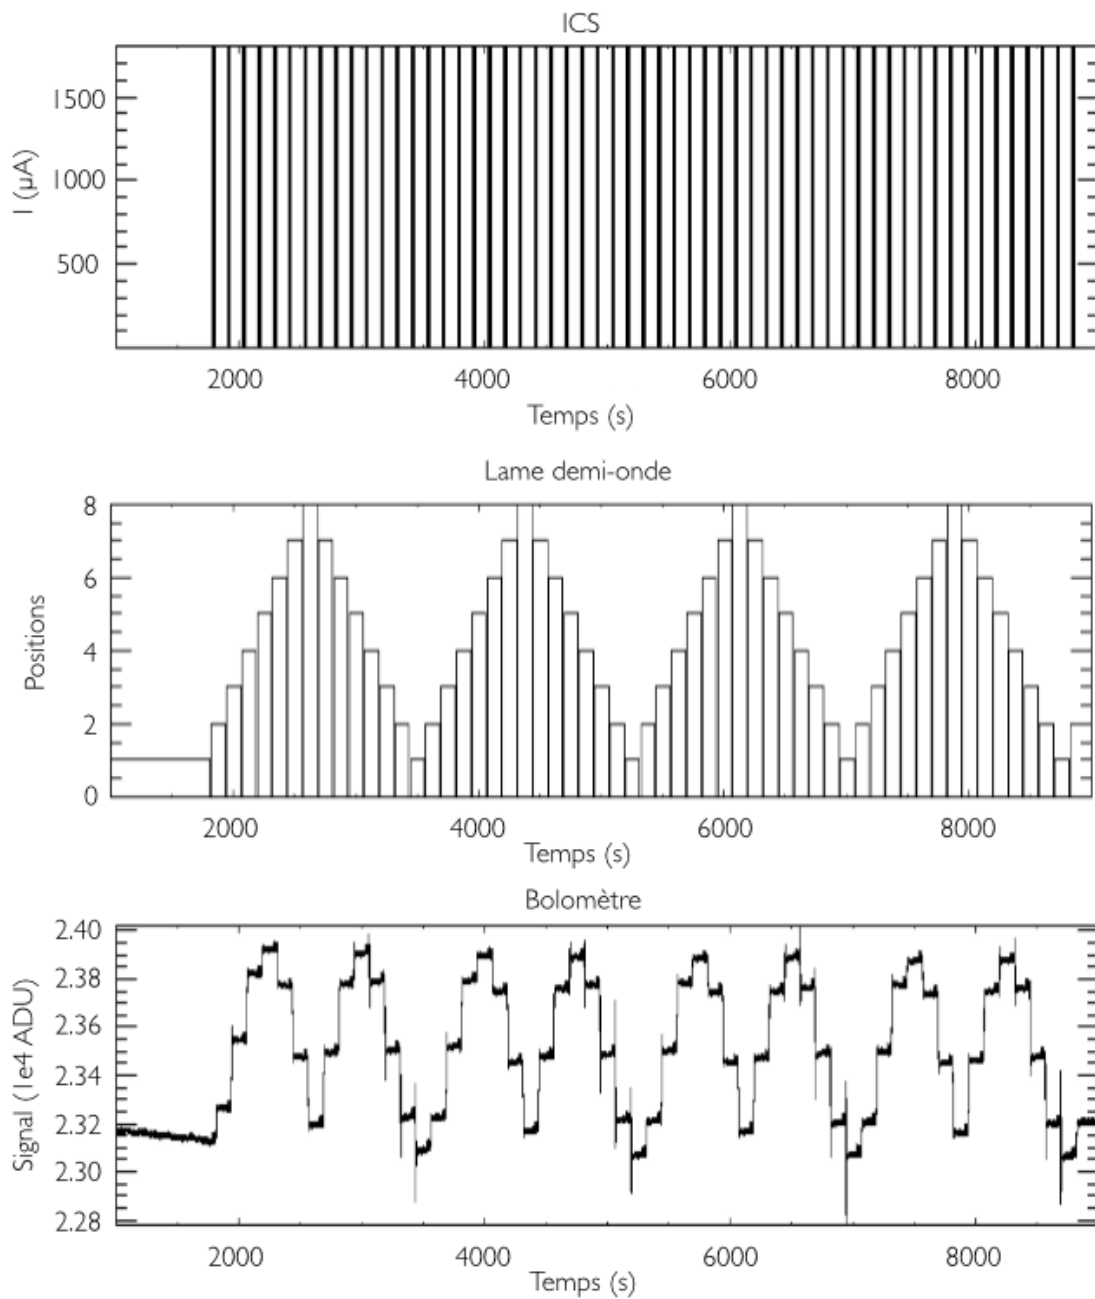 ICS
1500
1000
500
I (µA)
2000 4000 6000 8000
Temps (s)
Lame demi-onde
8
6
4
2
0
Positions
2000 4000 6000 8000
Temps (s)
Bolomètre
2.40
2.38
2.36
2.34
2.32
2.30
2.28
Signal (1e4 ADU)
2000 4000 6000 8000
Temps (s)